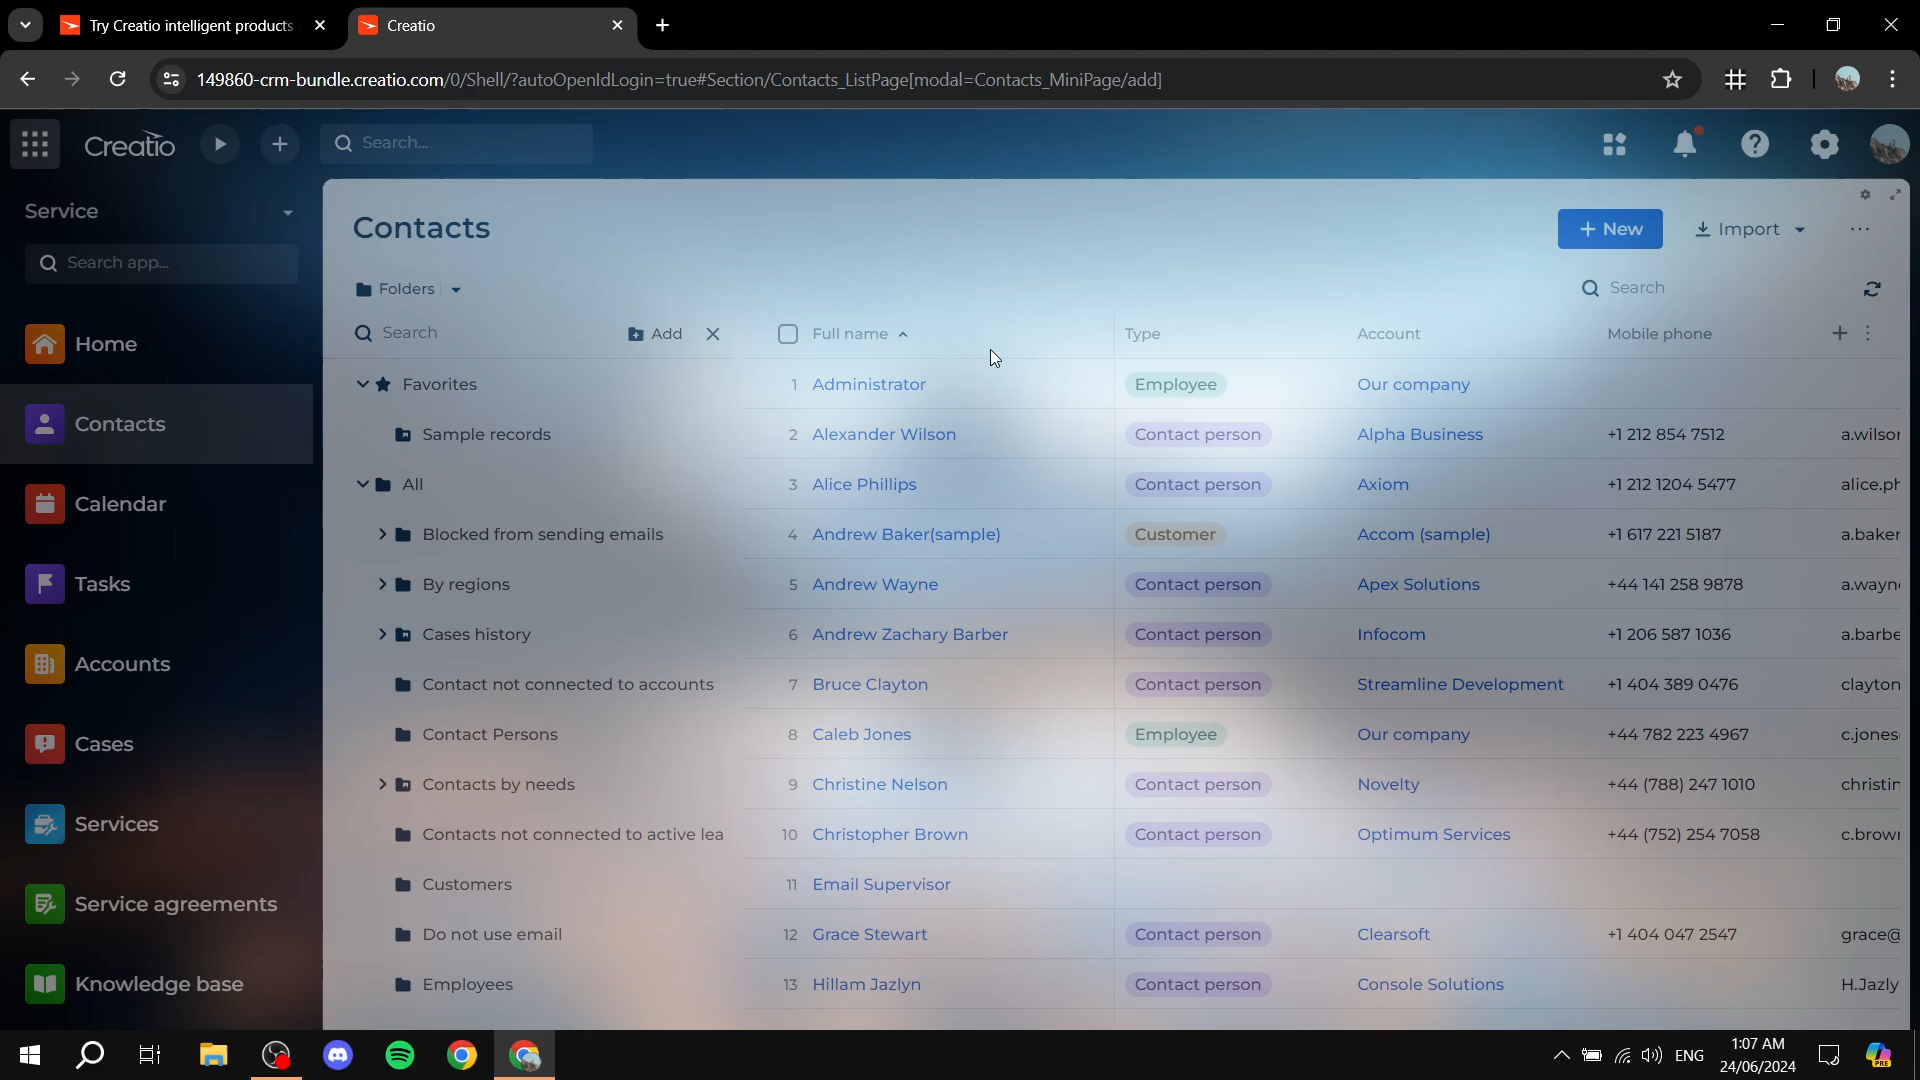 Try Creatio intelligent products
Creatio
149860-crm-bundle.creatio.com/0/Shell/?autoOpenIdLogin=true#Section/Contacts_ListPage[modal=Contacts_MiniPage/add]
Creatio
Search...
Service
Search app...
Home
Contacts
Calendar
Tasks
Accounts
Cases
Services
Service agreements
Knowledge base
Contacts
New
Import
Folders
Search
Search
Add
Full name
Type
Account
Mobile phone
Favorites
Sample records
All
Blocked from sending emails
By regions
Cases history
Contact not connected to accounts
Contact Persons
Contacts by needs
Contacts not connected to active lea
Customers
Do not use email
Employees
1 Administrator Employee Our company
2 Alexander Wilson Contact person Alpha Business +1 212 854 7512 a.wilsor
3 Alice Phillips Contact person Axiom +1 212 1204 5477 alice.ph
4 Andrew Baker(sample) Customer Accom (sample) +1 617 221 5187 a.baker
5 Andrew Wayne Contact person Apex Solutions +44 141 258 9878 a.wayn
6 Andrew Zachary Barber Contact person Infocom +1 206 587 1036 a.barbe
7 Bruce Clayton Contact person Streamline Development +1 404 389 0476 clayton
8 Caleb Jones Employee Our company +44 782 223 4967 c.jones
9 Christine Nelson Contact person Novelty +44 (788) 247 1010 christin
10 Christopher Brown Contact person Optimum Services +44 (752) 254 7058 c.browr
11 Email Supervisor
12 Grace Stewart Contact person Clearsoft +1 404 047 2547 grace@
13 Hillam Jazlyn Contact person Console Solutions H.Jazly
ENG
1:07 AM
24/06/2024
PRE